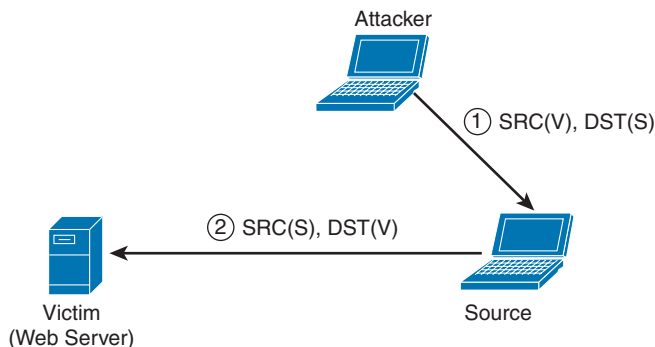 Attacker
1 SRC(V), DST(S)
2 SRC(S), DST(V)
Victim
(Web Server)
Source